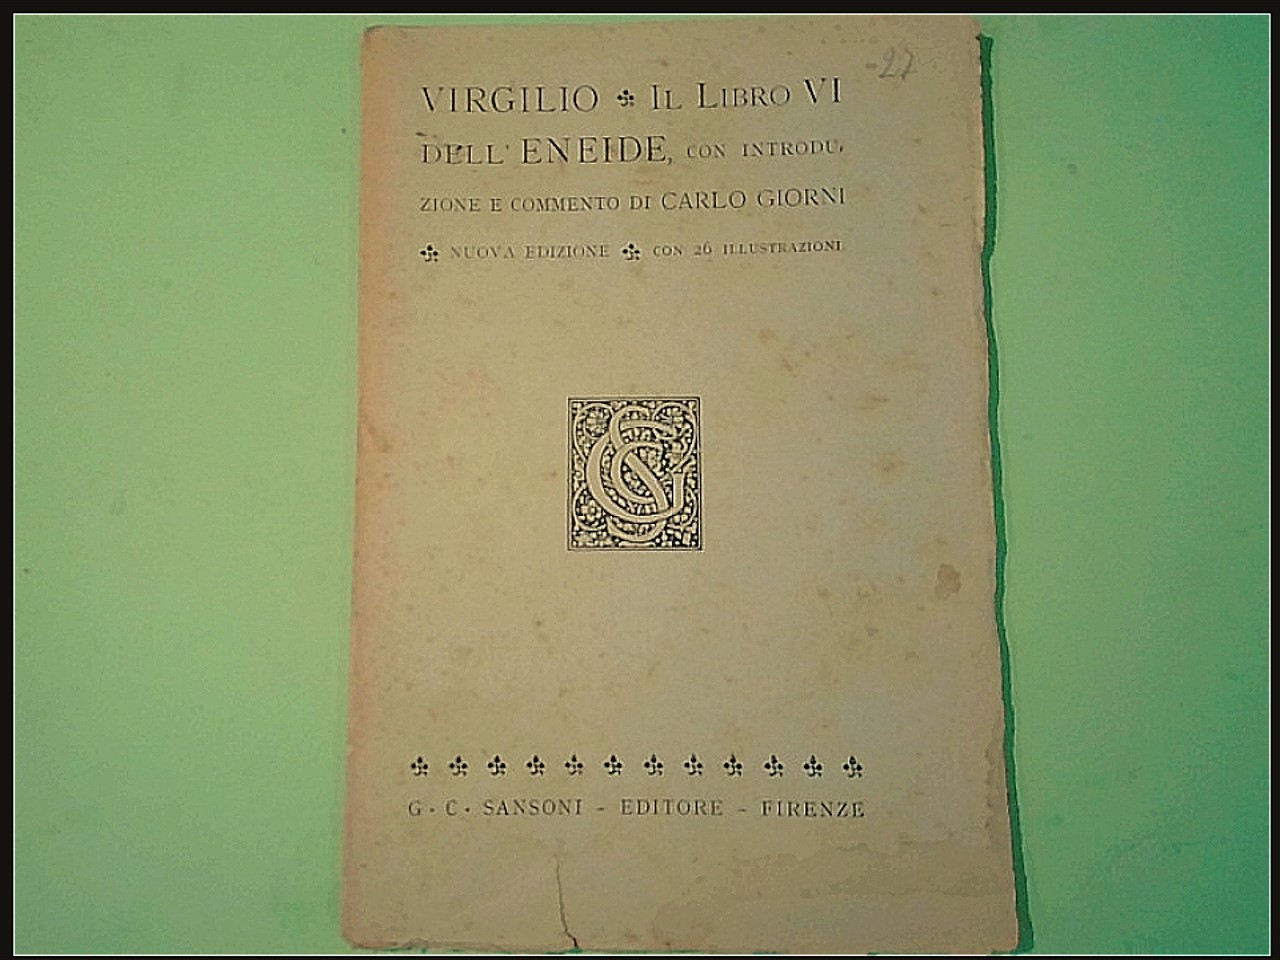 VIRGILIO IL LIBRO VI
DELL' ENEIDE, CON INTRODU-
ZIONE E COMMENTO DI CARLO GIORNI
NUOVA EDIZIONE CON 26 ILLUSTRAZIONI
27
G · C · SANSONI - EDITORE - FIRENZE